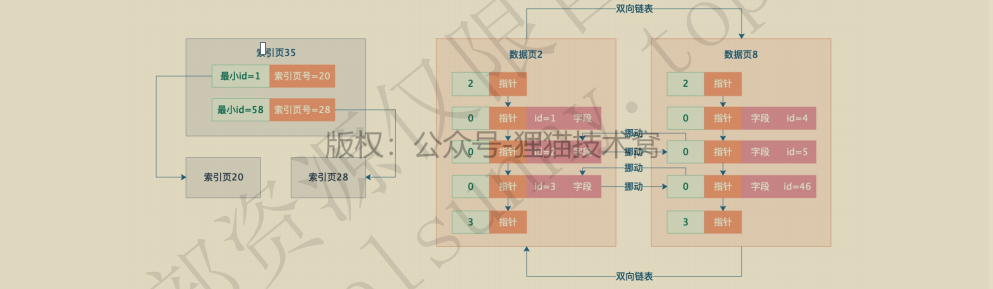 双向链表
索引页35
最小id=1 索引页号=20
最小id=58 索引页号=28
索引页20
索引页28
数据页2
2 指针
0 指针 id=1 字段
0 指针 字段
0 指针 id=3 字段
3 指针
挪动
挪动
挪动
挪动
数据页8
2 指针
0 指针 字段 id=4
0 指针 字段 id=5
0 指针 字段 id=46
3 指针
双向链表
版权：公众号-狸猫技术窝
部资源仅限